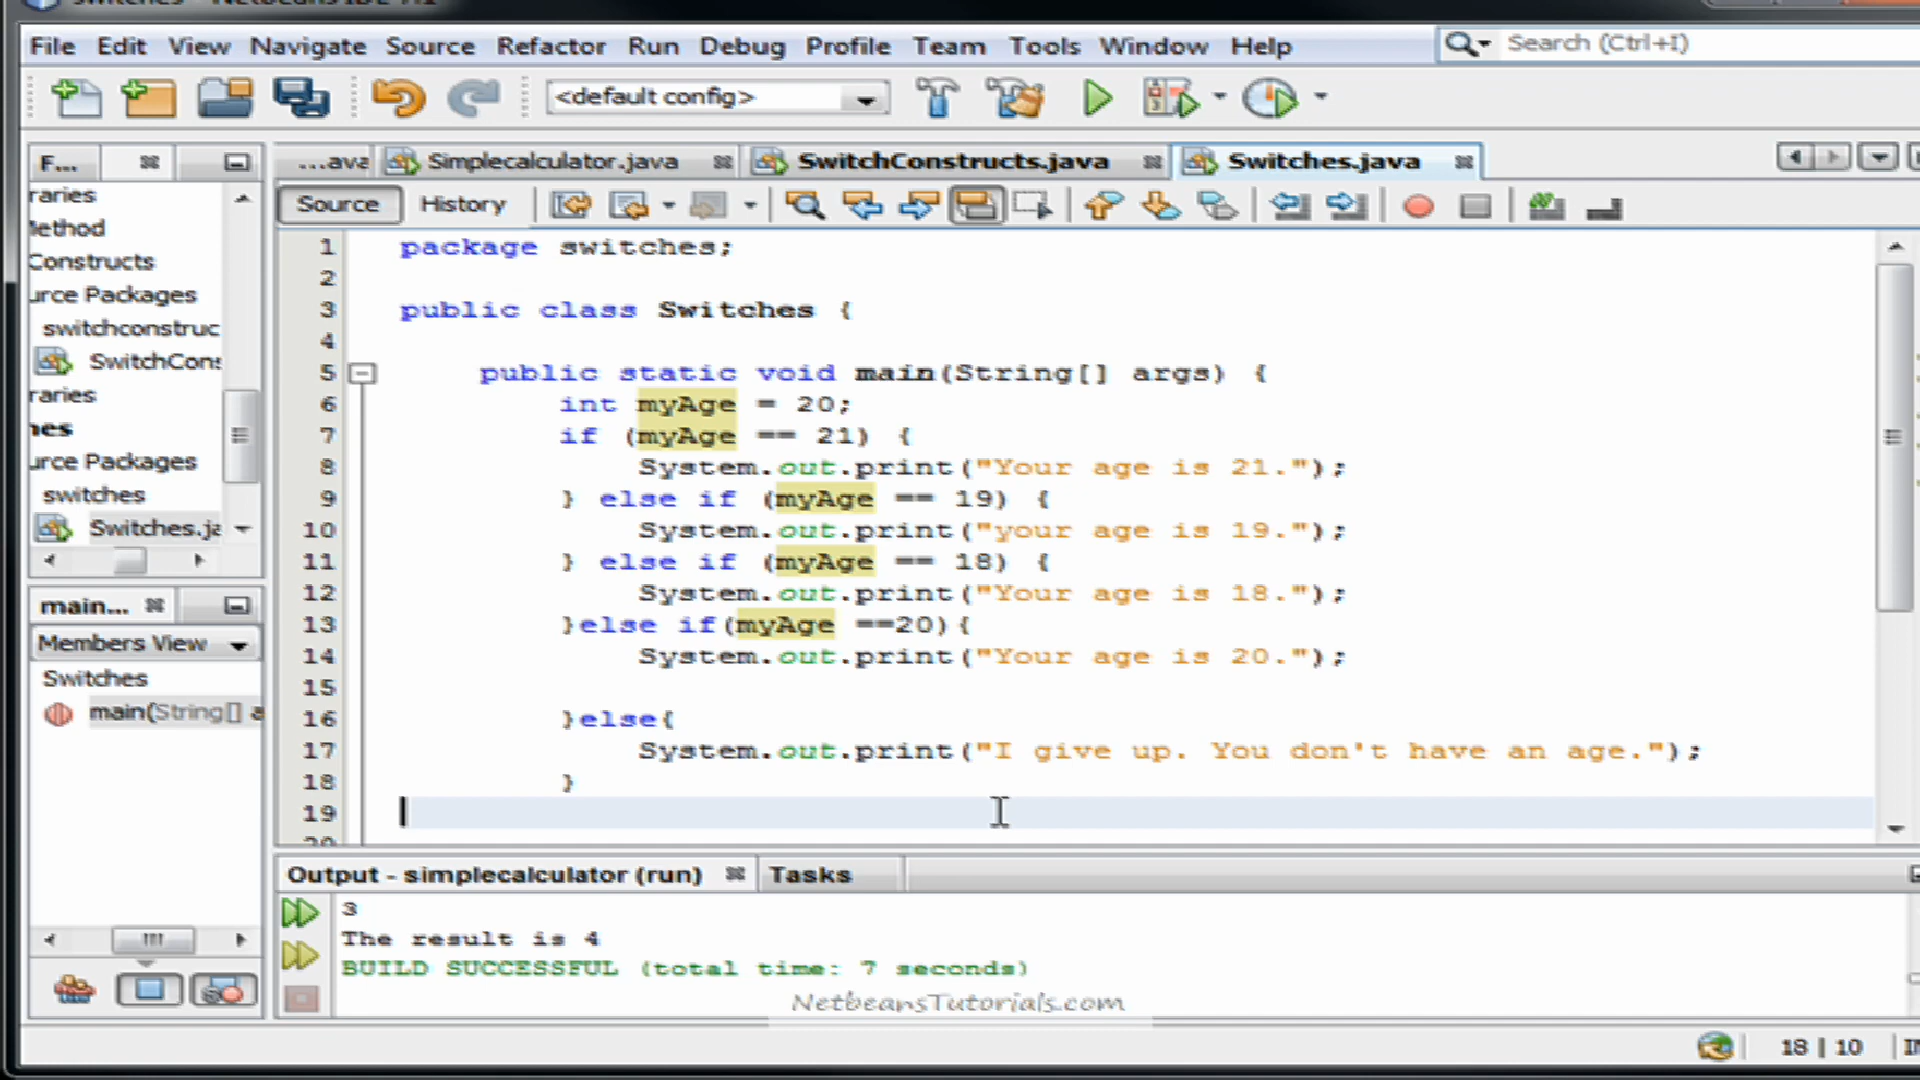 File Edit View Navigate Source Refactor Run Debug Profile Team Tools Window Help Search (Ctrl+I)
<default config>
F...
...ava Simplecalculator.java SwitchConstructs.java Switches.java
Source History
raries
Method
Constructs
urce Packages
switchconstruc
SwitchCons
raries
hes
urce Packages
switches
Switches.ja
1 package switches;
2
3 public class Switches {
4
5 public static void main(String[] args) {
6 int myAge = 20;
7 if (myAge == 21) {
8 System.out.print("Your age is 21.");
9 } else if (myAge == 19) {
10 System.out.print("your age is 19.");
11 } else if (myAge == 18) {
12 System.out.print("Your age is 18.");
13 }else if(myAge ==20){
14 System.out.print("Your age is 20.");
15
16 }else{
17 System.out.print("I give up. You don't have an age.");
18 }
19
20
main...
Members View
Switches
main(String[] a
Output - simplecalculator (run) Tasks
3
The result is 4
BUILD SUCCESSFUL (total time: 7 seconds)
NetbeansTutorials.com
18 | 10 IN